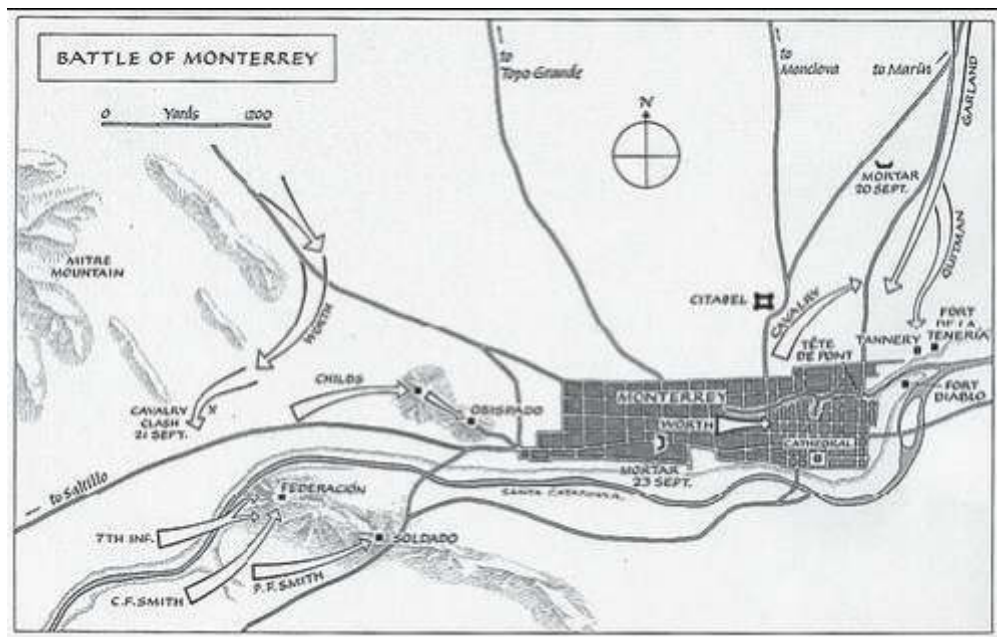 BATTLE OF MONTERREY
0 Yards 1200
to
Topo Grande
to
Monclova
to Marín
GARLAND
N
MORTAR
20 SEPT.
QUITMAN
MITRE
MOUNTAIN
WORTH
CITADEL
CAVALRY
TÊTE
DE PONT
TANNERY
FORT
DE LA
TENERÍA
FORT
DIABLO
CHILDS
OBISPADO
MONTERREY
WORTH
CATHEDRAL
CAVALRY
CLASH
21 SEPT.
MORTAR
23 SEPT.
SANTA CATARINA
to Saltillo
FEDERACIÓN
7TH INF.
SOLDADO
P.F. SMITH
C.F. SMITH